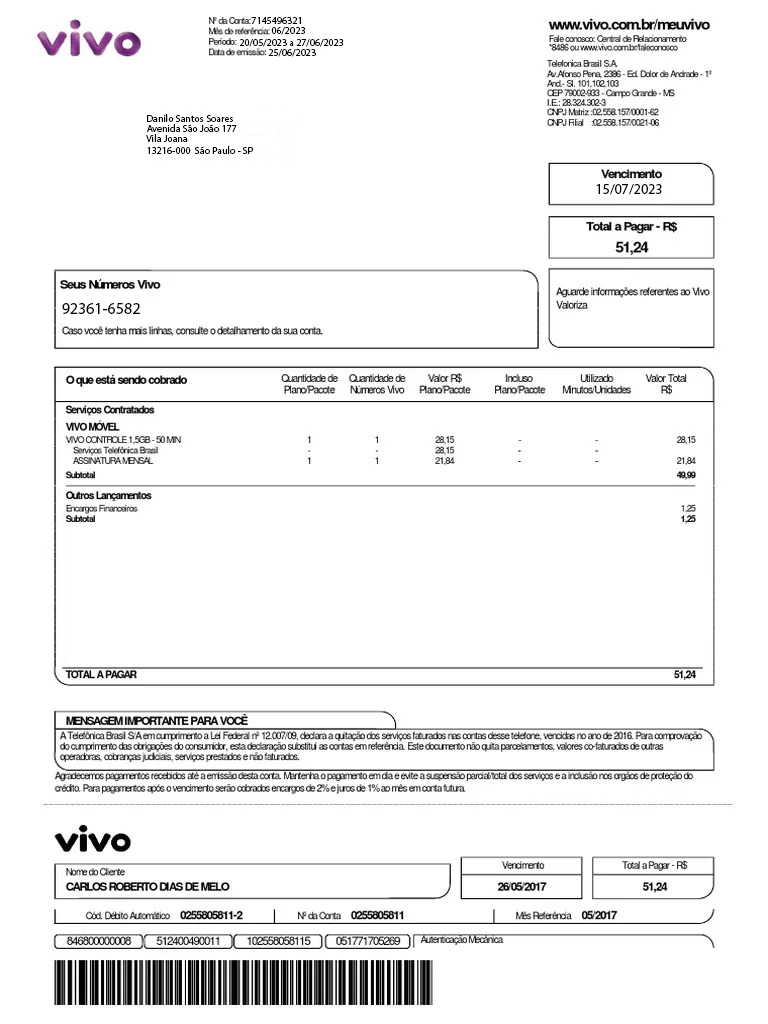 vivo
Nº da Conta:7145496321
Mês de referência: 06/2023
Período: 20/05/2023 a 27/06/2023
Data de emissão: 25/06/2023
www.vivo.com.br/meuvivo
Fale conosco: Central de Relacionamento
*8486 ou www.vivo.com.br/faleconosco
Telefonica Brasil S.A.
Av.Afonso Pena, 2386 - Ed. Dolor de Andrade - 1º
And.- Sl. 101,102,103
CEP 79002-933 - Campo Grande - MS
I.E.: 28.324.302-3
CNPJ Matriz :02.558.157/0001-62
CNPJ Filial :02.558.157/0021-06
Danilo Santos Soares
Avenida São João 177
Vila Joana
13216-000 São Paulo - SP
Vencimento
15/07/2023
Total a Pagar - R$
51,24
Seus Números Vivo
92361-6582
Caso você tenha mais linhas, consulte o detalhamento da sua conta.
Aguarde informações referentes ao Vivo
Valoriza
O que está sendo cobrado Quantidade de Plano/Pacote Quantidade de Números Vivo Valor R$ Plano/Pacote Incluso Plano/Pacote Utilizado Minutos/Unidades Valor Total R$
Serviços Contratados
VIVO MÓVEL
VIVO CONTROLE 1,5GB - 50 MIN 1 1 28,15 - - 28,15
Serviços Telefônica Brasil - - 28,15 - -
ASSINATURA MENSAL 1 1 21,84 - - 21,84
Subtotal 49,99
Outros Lançamentos
Encargos Financeiros 1,25
Subtotal 1,25
TOTAL A PAGAR 51,24
MENSAGEM IMPORTANTE PARA VOCÊ
A Telefônica Brasil S/A em cumprimento a Lei Federal nº 12.007/09, declara a quitação dos serviços faturados nas contas desse telefone, vencidas no ano de 2016. Para comprovação
do cumprimento das obrigações do consumidor, esta declaração substitui as contas em referência. Este documento não quita parcelamentos, valores co-faturados de outras
operadoras, cobranças judiciais, serviços prestados e não faturados.
Agradecemos pagamentos recebidos até a emissão desta conta. Mantenha o pagamento em dia e evite a suspensão parcial/total dos serviços e a inclusão nos orgãos de proteção do
crédito. Para pagamentos após o vencimento serão cobrados encargos de 2% e juros de 1% ao mês em conta futura.
vivo
Nome do Cliente
CARLOS ROBERTO DIAS DE MELO
Vencimento
26/05/2017
Total a Pagar - R$
51,24
Cód. Débito Automático 0255805811-2 Nº da Conta 0255805811 Mês Referência 05/2017
846800000008 512400490011 102558058115 051771705269 Autenticação Mecânica